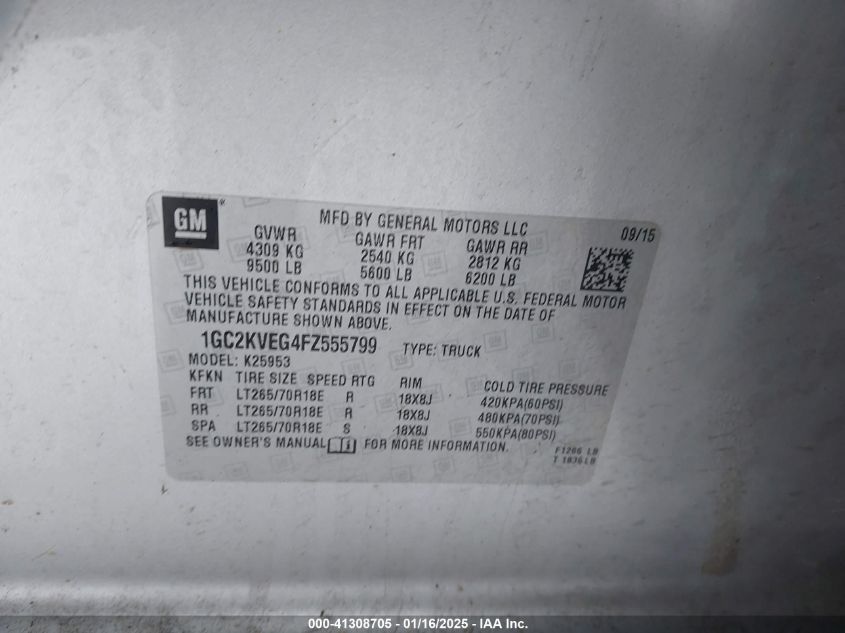 GM®
MFD BY GENERAL MOTORS LLC
09/15
GVWR GAWR FRT GAWR RR
4309 KG 2540 KG 2812 KG
9500 LB 5600 LB 6200 LB
THIS VEHICLE CONFORMS TO ALL APPLICABLE U.S. FEDERAL MOTOR
VEHICLE SAFETY STANDARDS IN EFFECT ON THE DATE OF
MANUFACTURE SHOWN ABOVE.
1GC2KVEG4FZ555799 TYPE: TRUCK
MODEL: K25953
KFKN TIRE SIZE SPEED RTG RIM COLD TIRE PRESSURE
FRT LT265/70R18E R 18X8J 420KPA(60PSI)
RR LT265/70R18E R 18X8J 480KPA(70PSI)
SPA LT265/70R18E S 18X8J 550KPA(80PSI)
SEE OWNER'S MANUAL FOR MORE INFORMATION.
F1206 LB
T 1836LB
000-41308705 - 01/16/2025 - IAA Inc.